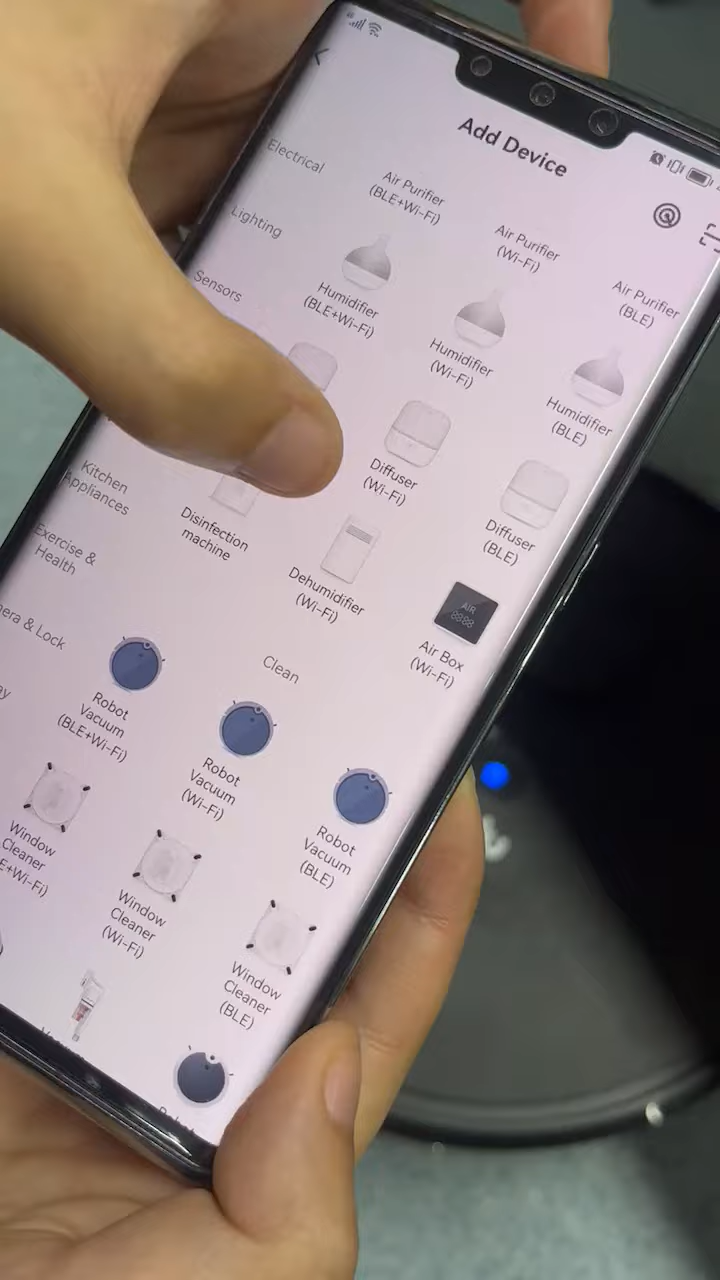 Add Device
Electrical
Lighting
Sensors
Kitchen
Appliances
Exercise &
Health
& Lock
Air Purifier
(BLE+Wi-Fi)
Air Purifier
(Wi-Fi)
Air Purifier
(BLE)
Humidifier
(BLE+Wi-Fi)
Humidifier
(Wi-Fi)
Humidifier
(BLE)
Diffuser
(Wi-Fi)
Diffuser
(BLE)
Disinfection
machine
Dehumidifier
(Wi-Fi)
AIR
Air Box
(Wi-Fi)
Clean
Robot
Vacuum
(BLE+Wi-Fi)
Robot
Vacuum
(Wi-Fi)
Robot
Vacuum
(BLE)
Window
Cleaner
E+Wi-Fi)
Window
Cleaner
(Wi-Fi)
Window
Cleaner
(BLE)